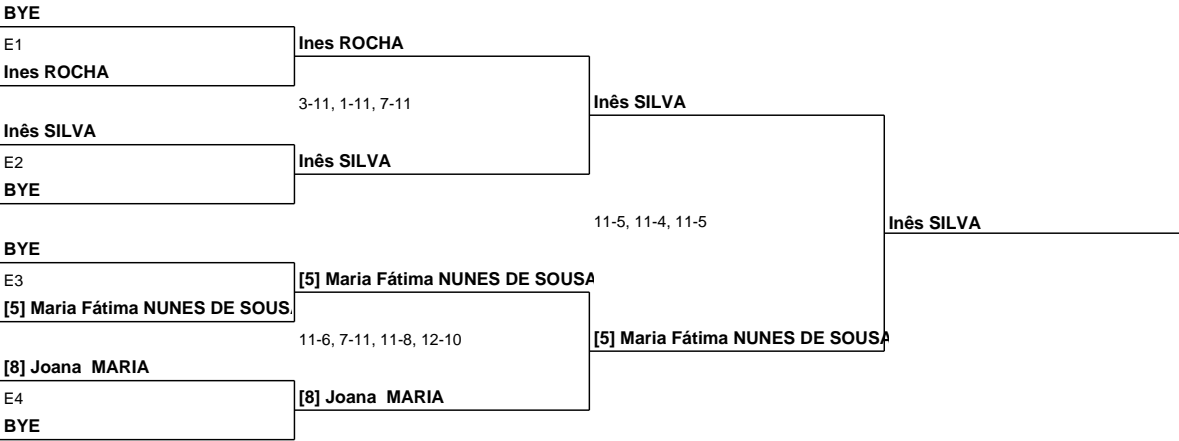 BYE
E1
Ines ROCHA
Ines ROCHA
3-11, 1-11, 7-11
Inês SILVA
Inês SILVA
E2
Inês SILVA
BYE
11-5, 11-4, 11-5
Inês SILVA
BYE
E3
[5] Maria Fátima NUNES DE SOUSA
[5] Maria Fátima NUNES DE SOUS
11-6, 7-11, 11-8, 12-10
[5] Maria Fátima NUNES DE SOUSA
[8] Joana MARIA
E4
[8] Joana MARIA
BYE